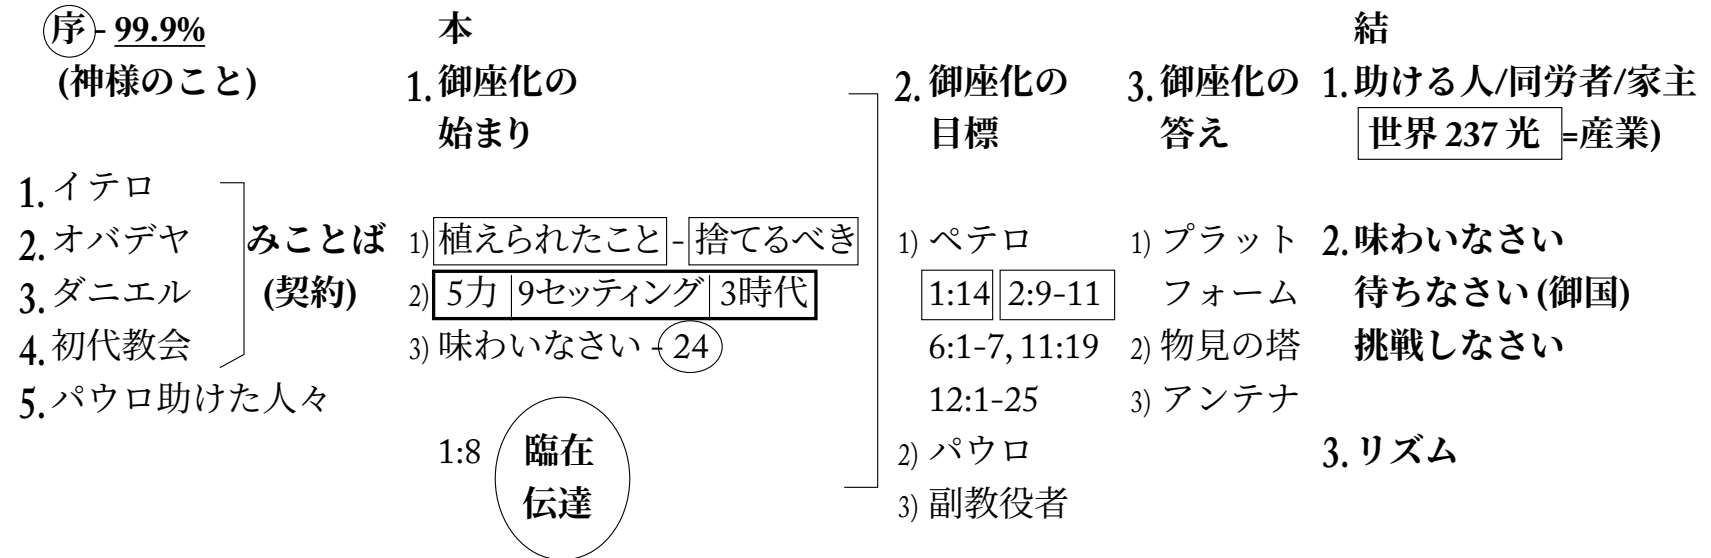 序 - 99.9%
(神様のこと)
1. イテロ
2. オバデヤ
3. ダニエル
4. 初代教会
5. パウロ助けた人々
みことば
(契約)
本
1. 御座化の
始まり
1) 植えられたこと - 捨てるべき
2) 5力 9セッティング 3時代
3) 味わいなさい - 24
1:8
臨在
伝達
2. 御座化の
目標
1) ペテロ
1:14 2:9-11
6:1-7, 11:19
12:1-25
2) パウロ
3) 副教役者
3. 御座化の
答え
1) プラット
フォーム
2) 物見の塔
3) アンテナ
結
1. 助ける人/同労者/家主
世界 237 光 =産業)
2. 味わいなさい
待ちなさい (御国)
挑戦しなさい
3. リズム